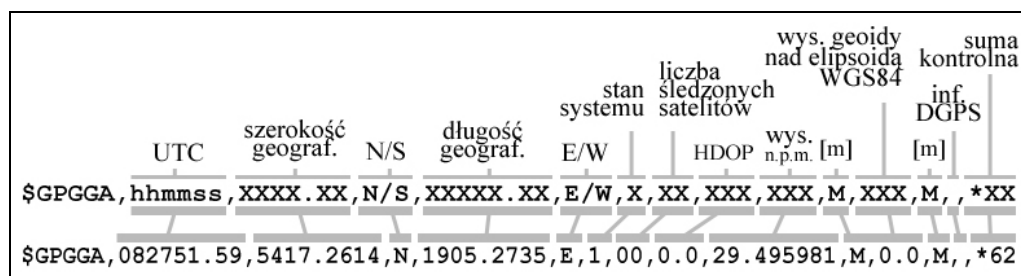 wys. geoidy
nad elipsoidą
WGS84
suma
kontrolna
stan
systemu
liczba
śledzonych
satelitów
inf.
DGPS
UTC
szerokość
geograf.
N/S
długość
geograf.
E/W
HDOP
wys.
n.p.m.
[m]
[m]
$GPGGA,hhmmss,XXXX.XX,N/S,XXXXX.XX,E/W,X,XX,XXX,XXX,M,XXX,M,,*XX
$GPGGA,082751.59,5417.2614,N,1905.2735,E,1,00,0.0,29.495981,M,0.0,M,,*62